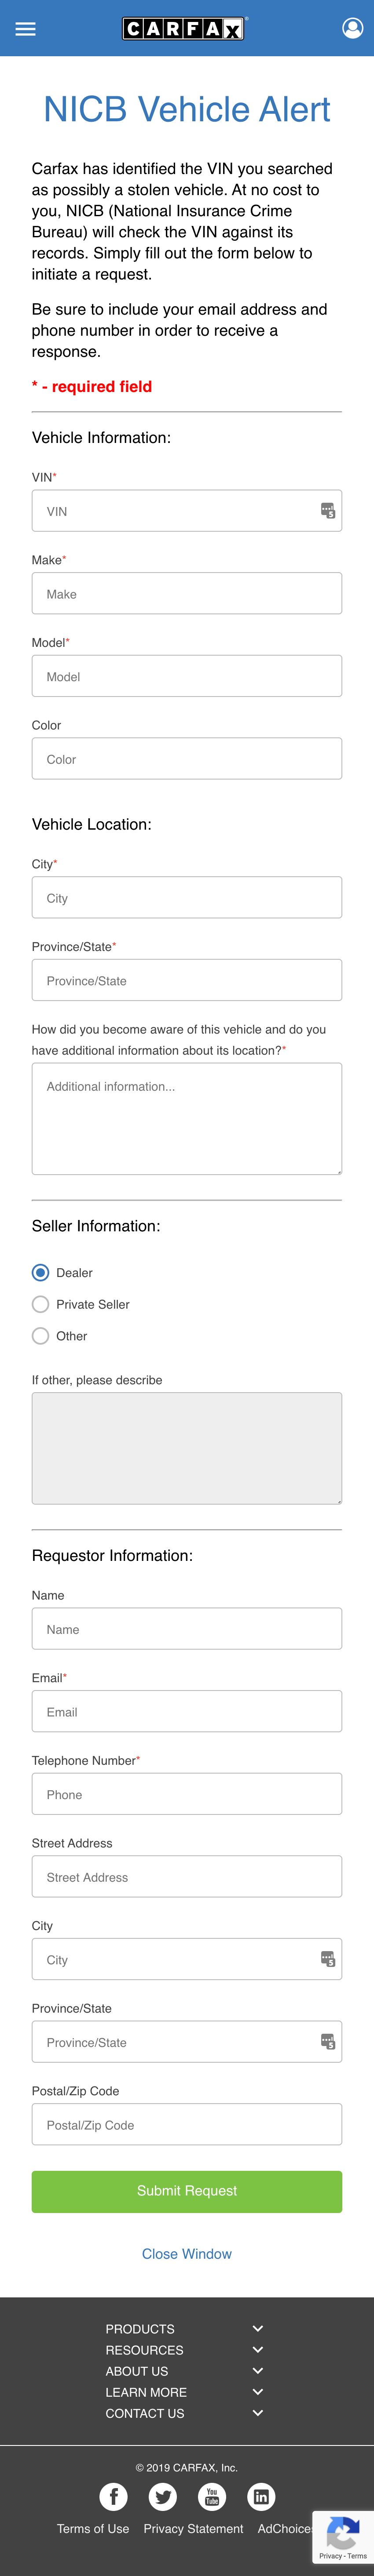 CARFAX
NICB Vehicle Alert
Carfax has identified the VIN you searched
as possibly a stolen vehicle. At no cost to
you, NICB (National Insurance Crime
Bureau) will check the VIN against its
records. Simply fill out the form below to
initiate a request.
Be sure to include your email address and
phone number in order to receive a
response.
* - required field
Vehicle Information:
VIN*
VIN
Make*
Make
Model*
Model
Color
Color
Vehicle Location:
City*
City
Province/State*
Province/State
How did you become aware of this vehicle and do you
have additional information about its location?*
Additional information...
Seller Information:
Dealer
Private Seller
Other
If other, please describe
Requestor Information:
Name
Name
Email*
Email
Telephone Number*
Phone
Street Address
Street Address
City
City
Province/State
Province/State
Postal/Zip Code
Postal/Zip Code
Submit Request
Close Window
PRODUCTS
RESOURCES
ABOUT US
LEARN MORE
CONTACT US
© 2019 CARFAX, Inc.
You Tube
Terms of Use Privacy Statement AdChoice
Privacy - Terms